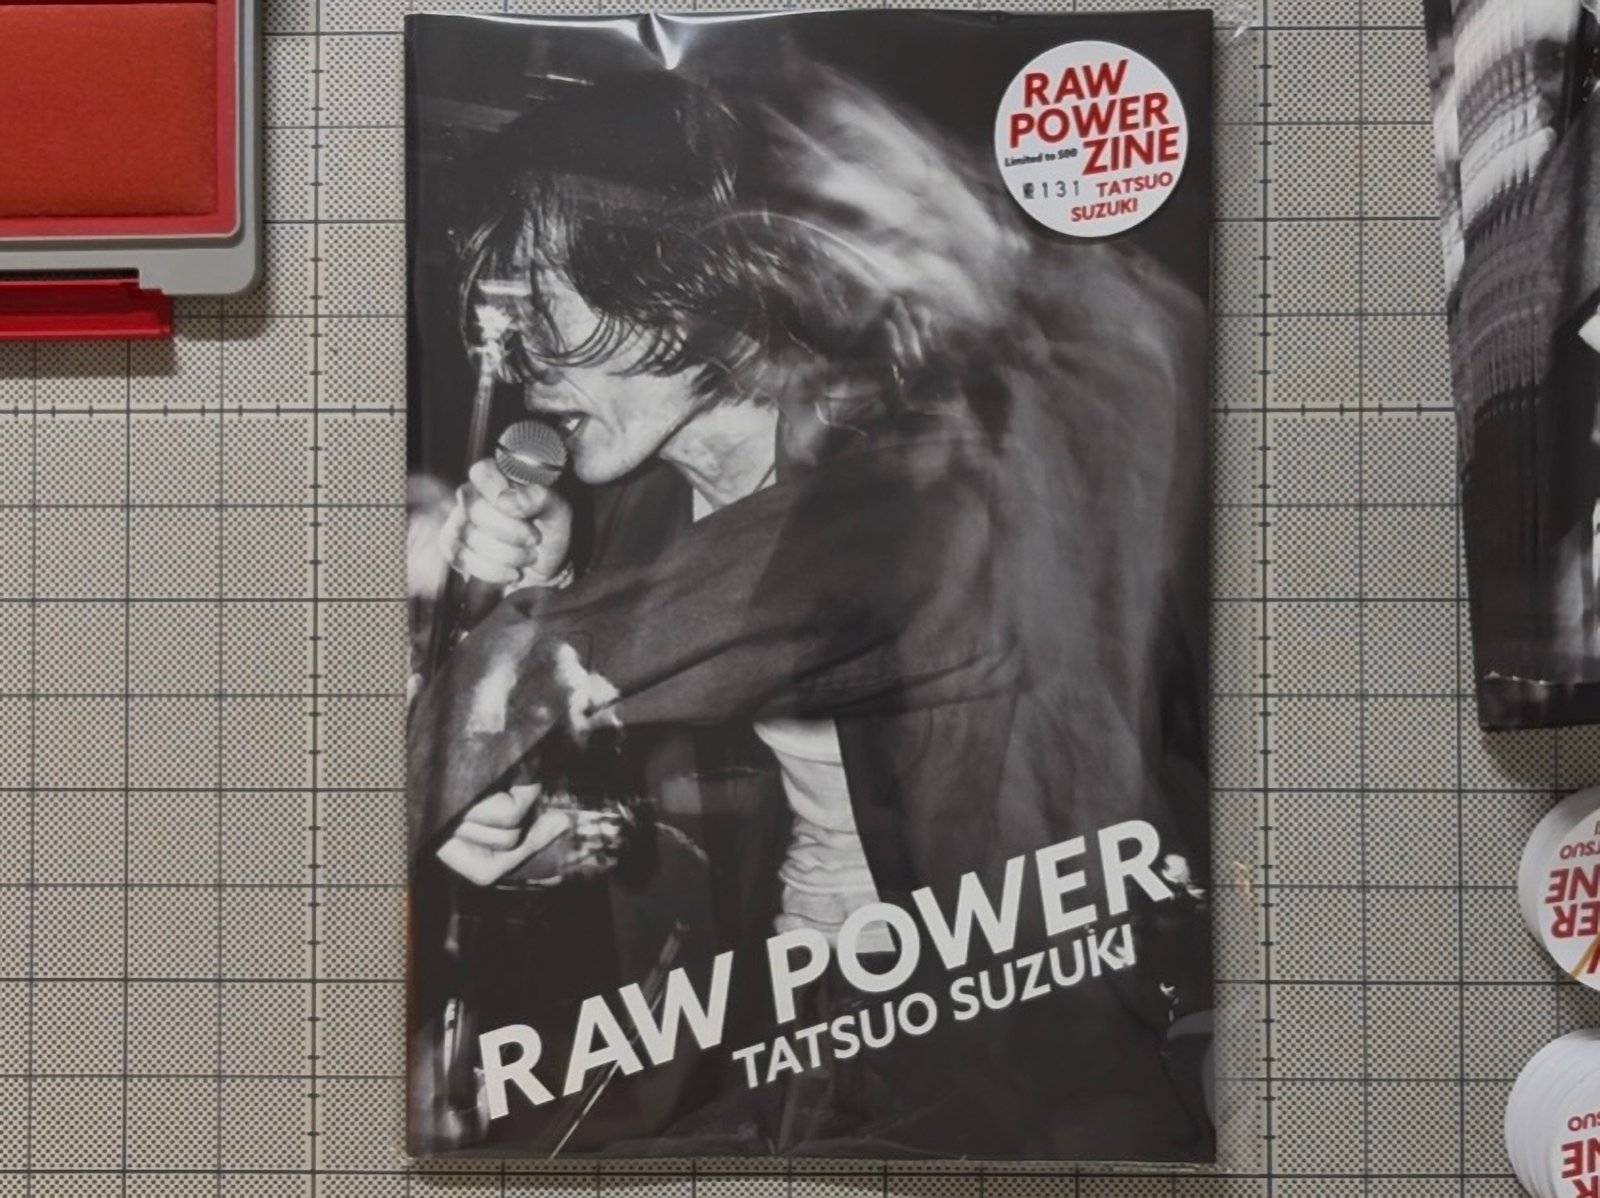 RAW
POWER
Limited to 500 ZINE
131 TATSUO
SUZUKI
RAW POWER
TATSUO SUZUKI